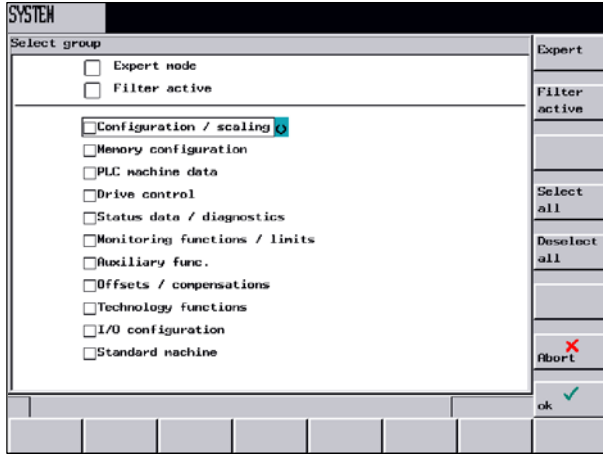 SYSTEM
Select group
Expert mode
Filter active
Configuration / scaling
Memory configuration
PLC machine data
Drive control
Status data / diagnostics
Monitoring functions / limits
Auxiliary func.
Offsets / compensations
Technology functions
I/O configuration
Standard machine
Expert
Filter
active
Select
all
Deselect
all
Abort
ok